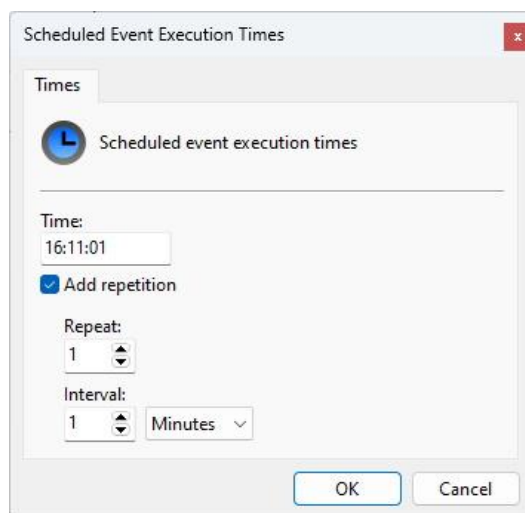 Scheduled Event Execution Times
x
Times
Scheduled event execution times
Time:
16:11:01
Add repetition
Repeat:
1
Interval:
1 Minutes
OK Cancel